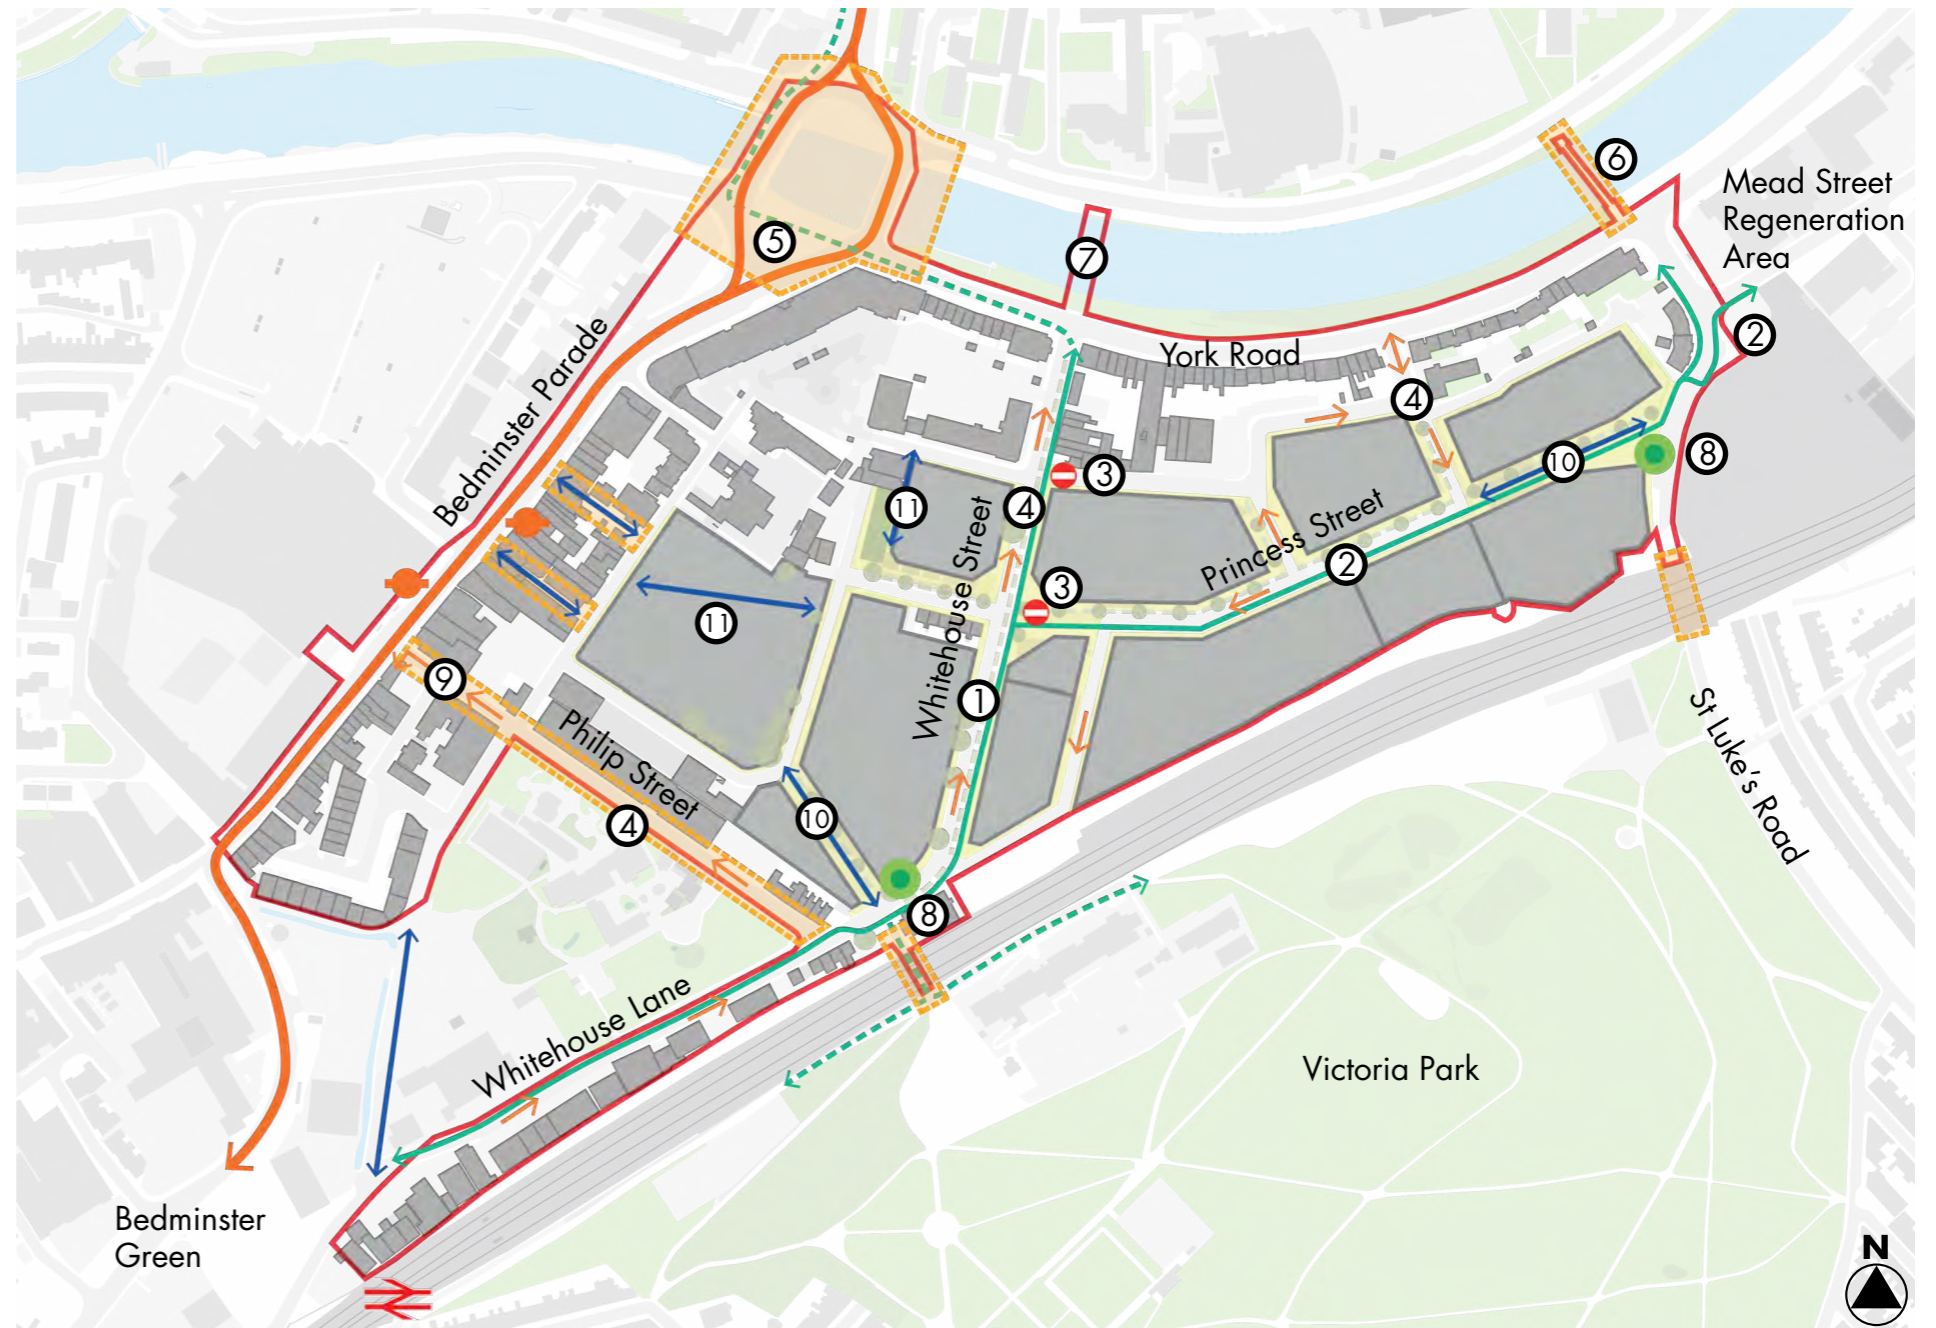 6
Mead Street
Regeneration
Area
5
7
2
York Road
Bedminster Parade
4
8
10
3
11
4
Whitehouse Street
Princess Street
2
3
11
9
1
Philip Street
St Luke's Road
10
4
8
Whitehouse Lane
Victoria Park
Bedminster
Green
N